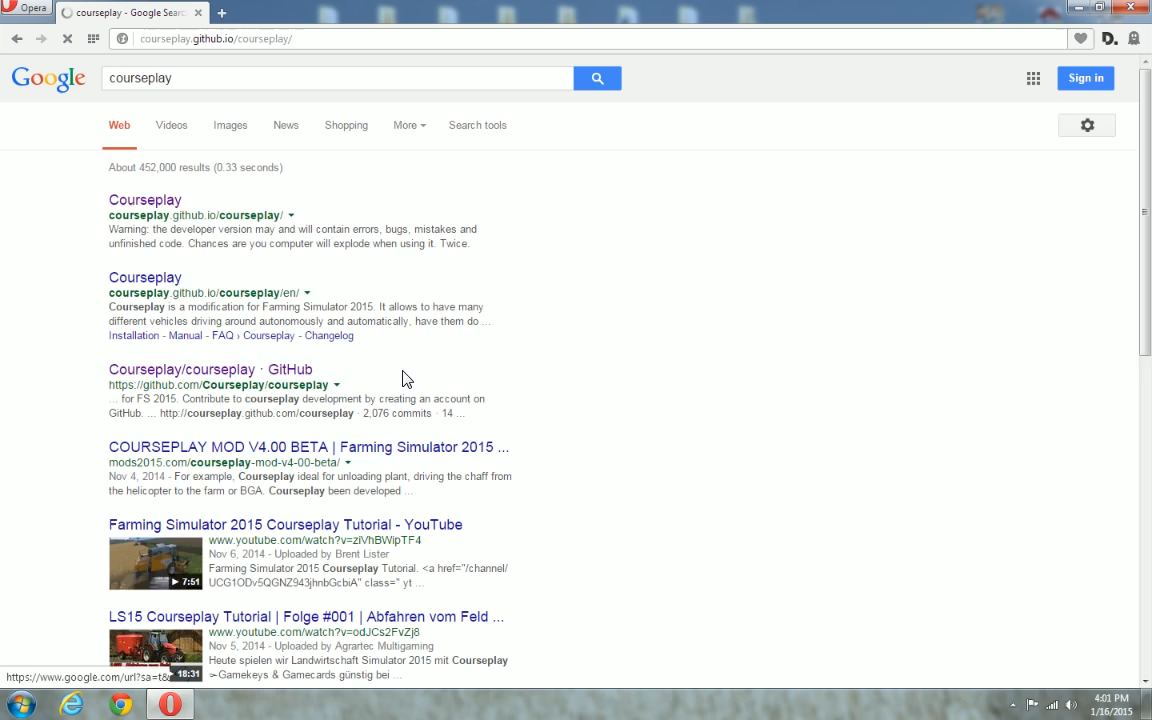 Opera
courseplay - Google Searc
courseplay.github.io/courseplay/
D.
Google
courseplay
Sign in
Web
Videos
Images
News
Shopping
More
Search tools
About 452,000 results (0.33 seconds)
Courseplay
courseplay.github.io/courseplay/
Warning: the developer version may and will contain errors, bugs, mistakes and
unfinished code. Chances are you computer will explode when using it. Twice.
Courseplay
courseplay.github.io/courseplay/en/
Courseplay is a modification for Farming Simulator 2015. It allows to have many
different vehicles driving around autonomously and automatically, have them do ...
Installation - Manual - FAQ › Courseplay - Changelog
Courseplay/courseplay · GitHub
https://github.com/Courseplay/courseplay
... for FS 2015. Contribute to courseplay development by creating an account on
GitHub. ... http://courseplay.github.com/courseplay · 2,076 commits · 14 ...
COURSEPLAY MOD V4.00 BETA | Farming Simulator 2015 ...
mods2015.com/courseplay-mod-v4-00-beta/
Nov 4, 2014 - For example, Courseplay ideal for unloading plant, driving the chaff from
the helicopter to the farm or BGA. Courseplay been developed ...
Farming Simulator 2015 Courseplay Tutorial - YouTube
www.youtube.com/watch?v=ziVhBWipTF4
Nov 6, 2014 - Uploaded by Brent Lister
Farming Simulator 2015 Courseplay Tutorial. <a href="/channel/
UCG1ODv5QGNZ943jhnbGcbiA" class=" yt ...
7:51
LS15 Courseplay Tutorial | Folge #001 | Abfahren vom Feld ...
www.youtube.com/watch?v=odJCs2FvZj8
Nov 5, 2014 - Uploaded by Agrartec Multigaming
Heute spielen wir Landwirtschaft Simulator 2015 mit Courseplay
➢Gamekeys & Gamecards günstig bei ...
18:31
https://www.google.com/url?sa=t&
4:01 PM
1/16/2015